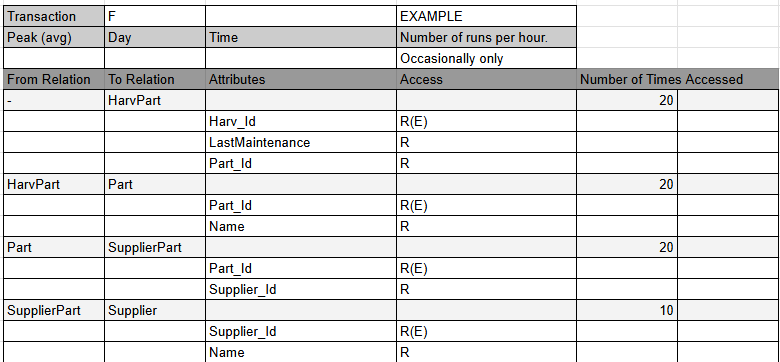 Transaction F EXAMPLE
Peak (avg) Day Time Number of runs per hour.
Occasionally only
From Relation To Relation Attributes Access Number of Times Accessed
- HarvPart 20
Harv_Id R(E)
LastMaintenance R
Part_Id R
HarvPart Part 20
Part_Id R(E)
Name R
Part SupplierPart 20
Part_Id R(E)
Supplier_Id R
SupplierPart Supplier 10
Supplier_Id R(E)
Name R